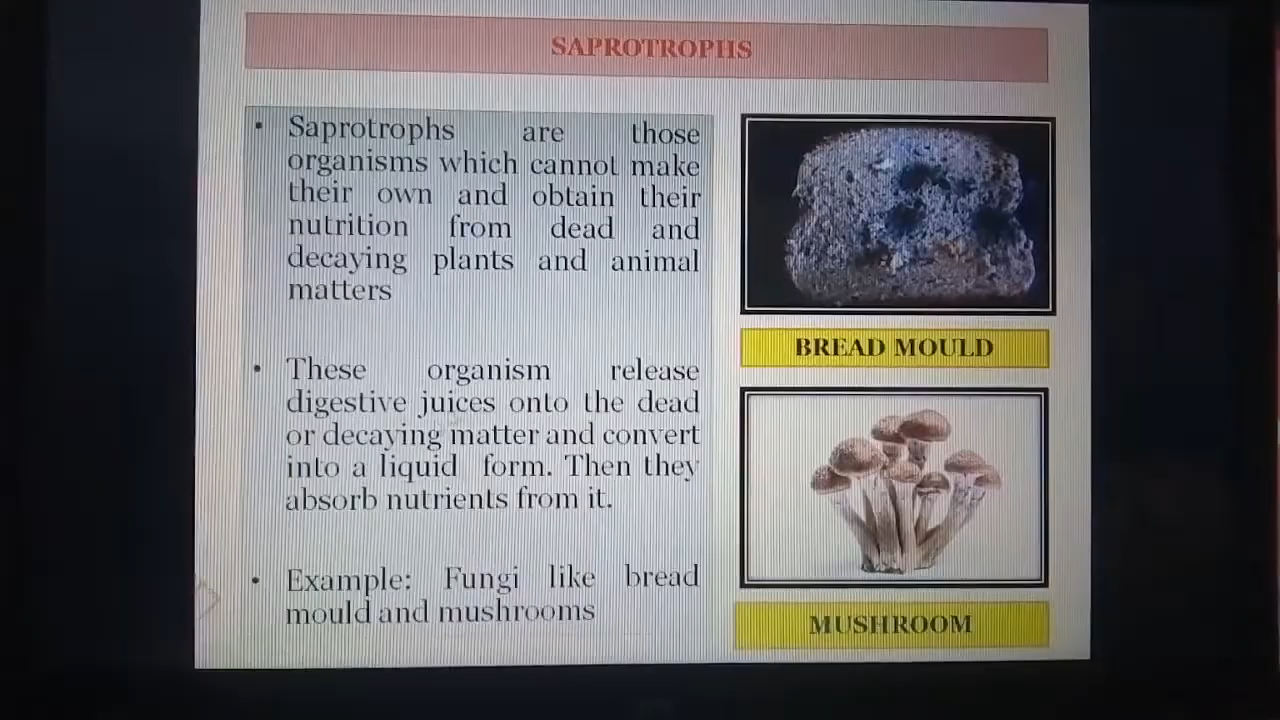 SAPROTROPHS
• Saprotrophs are those
organisms which cannot make
their own and obtain their
nutrition from dead and
decaying plants and animal
matters
• These organism release
digestive juices onto the dead
or decaying matter and convert
into a liquid form. Then they
absorb nutrients from it.
• Example: Fungi like bread
mould and mushrooms
BREAD MOULD
MUSHROOM